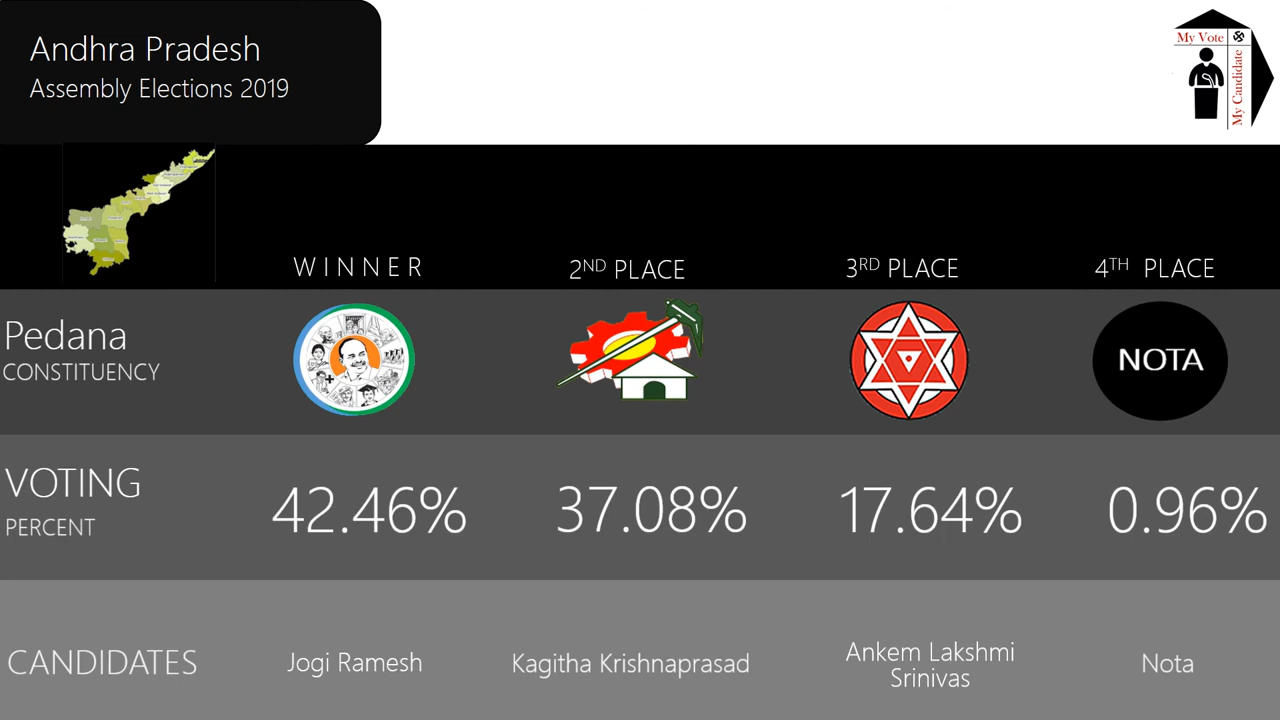 Andhra Pradesh
Assembly Elections 2019
My Vote
My Candidate
WINNER
2ND PLACE
3RD PLACE
4TH PLACE
Pedana
CONSTITUENCY
NOTA
VOTING
PERCENT
42.46%
37.08%
17.64%
0.96%
CANDIDATES
Jogi Ramesh
Kagitha Krishnaprasad
Ankem Lakshmi
Srinivas
Nota